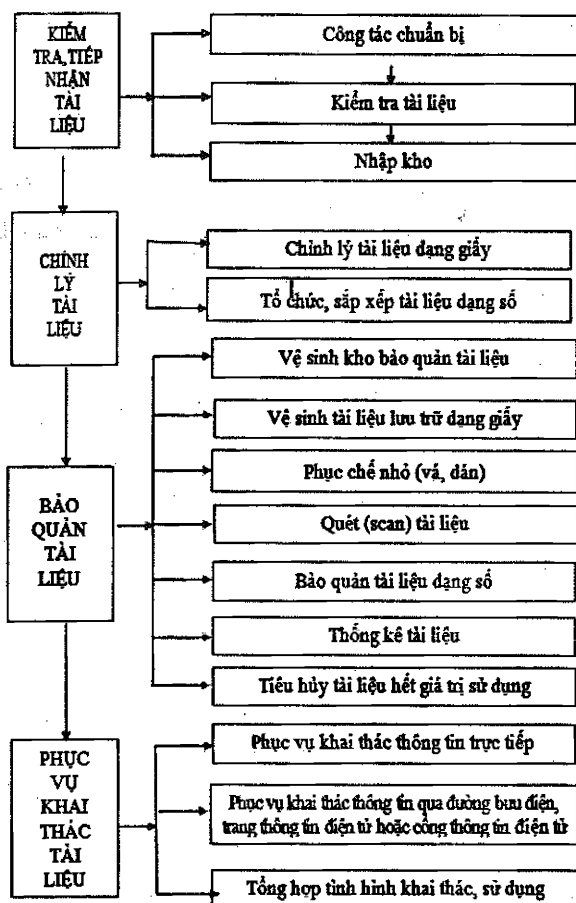 KIỂM
TRA, TIẾP
NHẬN
TÀI
LIỆU
Công tác chuẩn bị
Kiểm tra tài liệu
Nhập kho
CHỈNH
LÝ
TÀI
LIỆU
Chỉnh lý tài liệu dạng giấy
Tổ chức, sắp xếp tài liệu dạng số
BẢO
QUẢN
TÀI
LIỆU
Vệ sinh kho bảo quản tài liệu
Vệ sinh tài liệu lưu trữ dạng giấy
Phục chế nhỏ (vá, dán)
Quét (scan) tài liệu
Bảo quản tài liệu dạng số
Thống kê tài liệu
Tiêu hủy tài liệu hết giá trị sử dụng
PHỤC
VỤ
KHAI
THÁC
TÀI
LIỆU
Phục vụ khai thác thông tin trực tiếp
Phục vụ khai thác thông tin qua đường bưu điện,
trang thông tin điện tử hoặc cổng thông tin điện tử
Tổng hợp tình hình khai thác, sử dụng